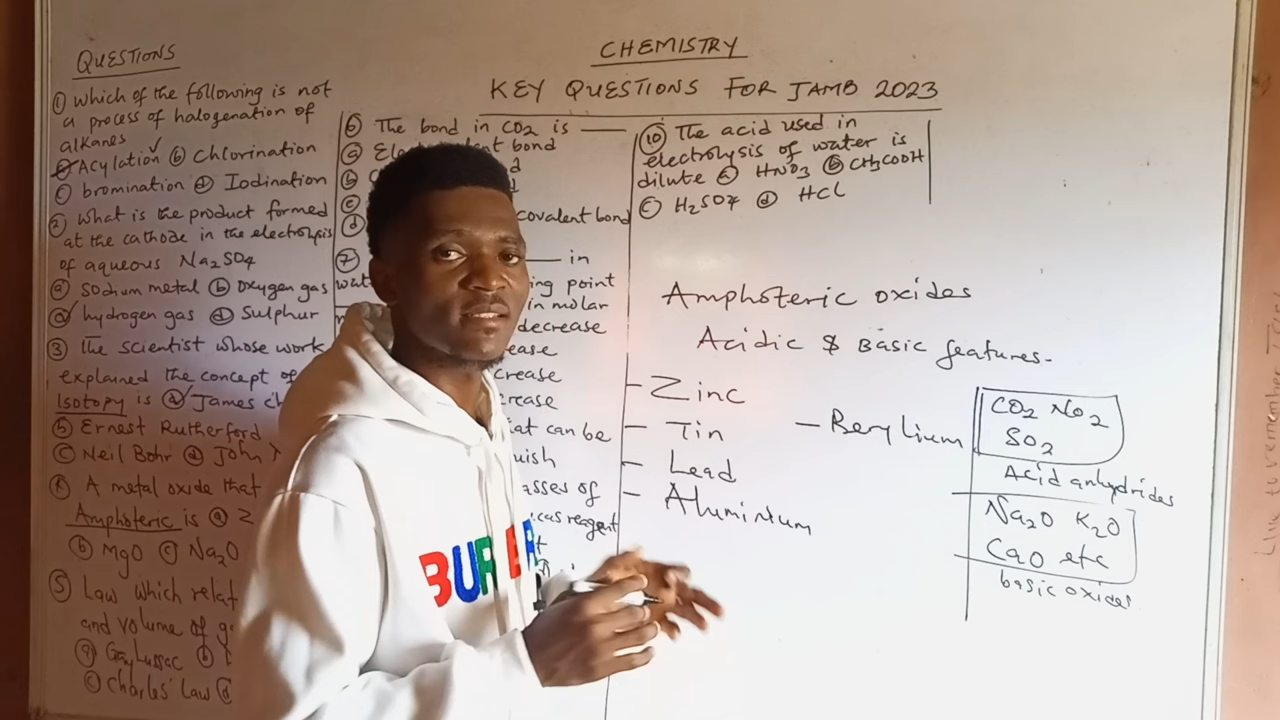 QUESTIONS
① which of the following is not
a process of halogenation of
alkanes
ⓐ Acylation ✓ ⓑ Chlorination
ⓒ bromination ⓓ Iodination
② What is the product formed
at the cathode in the electrolysis
of aqueous Na₂SO₄
ⓐ sodium metal ⓑ oxygen gas
hydrogen gas ⓓ Sulphur
③ The scientist whose work
explained the concept of
Isotopy is ⓐ James
ⓑ Ernest Rutherford
ⓒ Neil Bohr ⓓ John
A metal oxide that
Amphoteric is ⓐ Z
ⓑ MgO ⓒ Na₂O
⑤ Law which relat
and volume of
ⓐ Gay Lussac ⓑ
ⓒ Charles' Law ⓓ
CHEMISTRY
KEY QUESTIONS FOR JAMB 2023
⑥ The bond in CO₂ is —
ⓐ bond
ⓑ
ⓒ
ⓓ covalent bond
⑦ — in
wat ing point
in molar
decrease
ease
crease
crease
at can be
uish
asses of
reagent
⑩ The acid used in
electrolysis of water is
dilute ⓐ HNO₃ ⓑ CH₃COOH
ⓒ H₂SO₄ ⓓ HCl
Amphoteric oxides
Acidic & Basic features-
- Zinc
- Tin
- Lead
- Aluminium
- Berylium
CO₂ NO₂
SO₂
Acid anhydrides
Na₂O K₂O
CaO etc
basic oxides
BUR